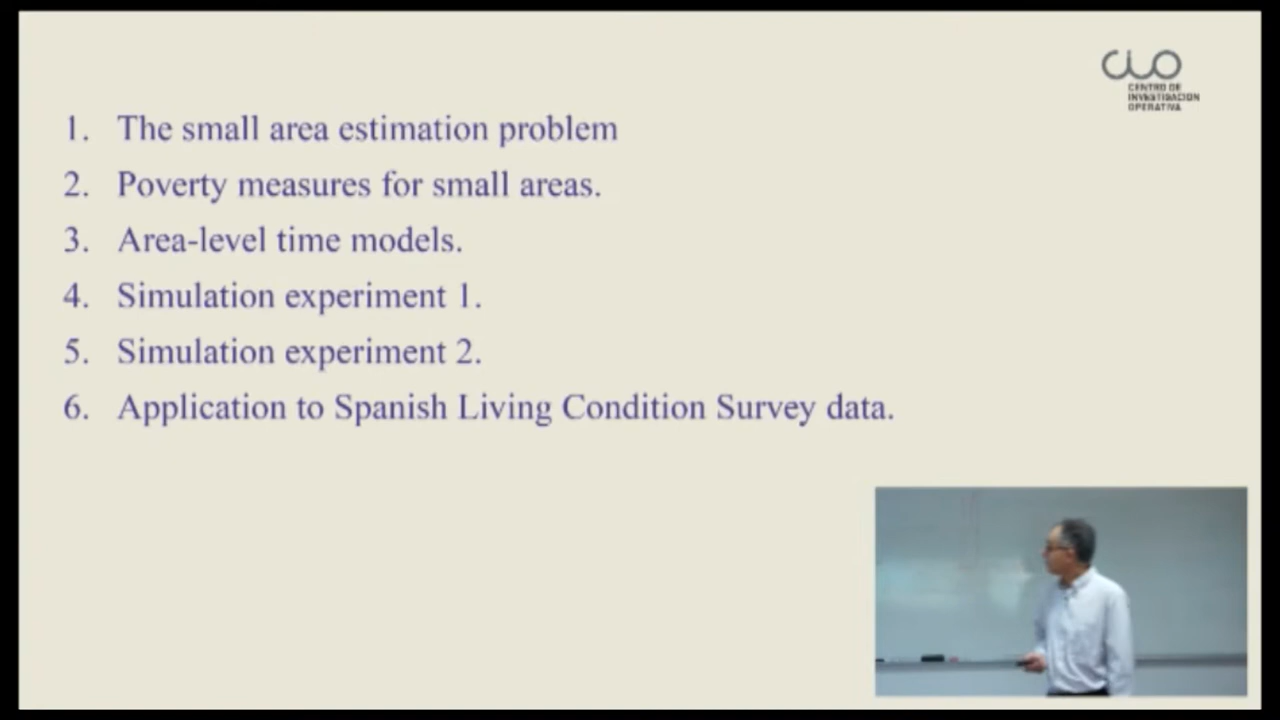 CIO
CENTRO DE
INVESTIGACION
OPERATIVA
1. The small area estimation problem
2. Poverty measures for small areas.
3. Area-level time models.
4. Simulation experiment 1.
5. Simulation experiment 2.
6. Application to Spanish Living Condition Survey data.